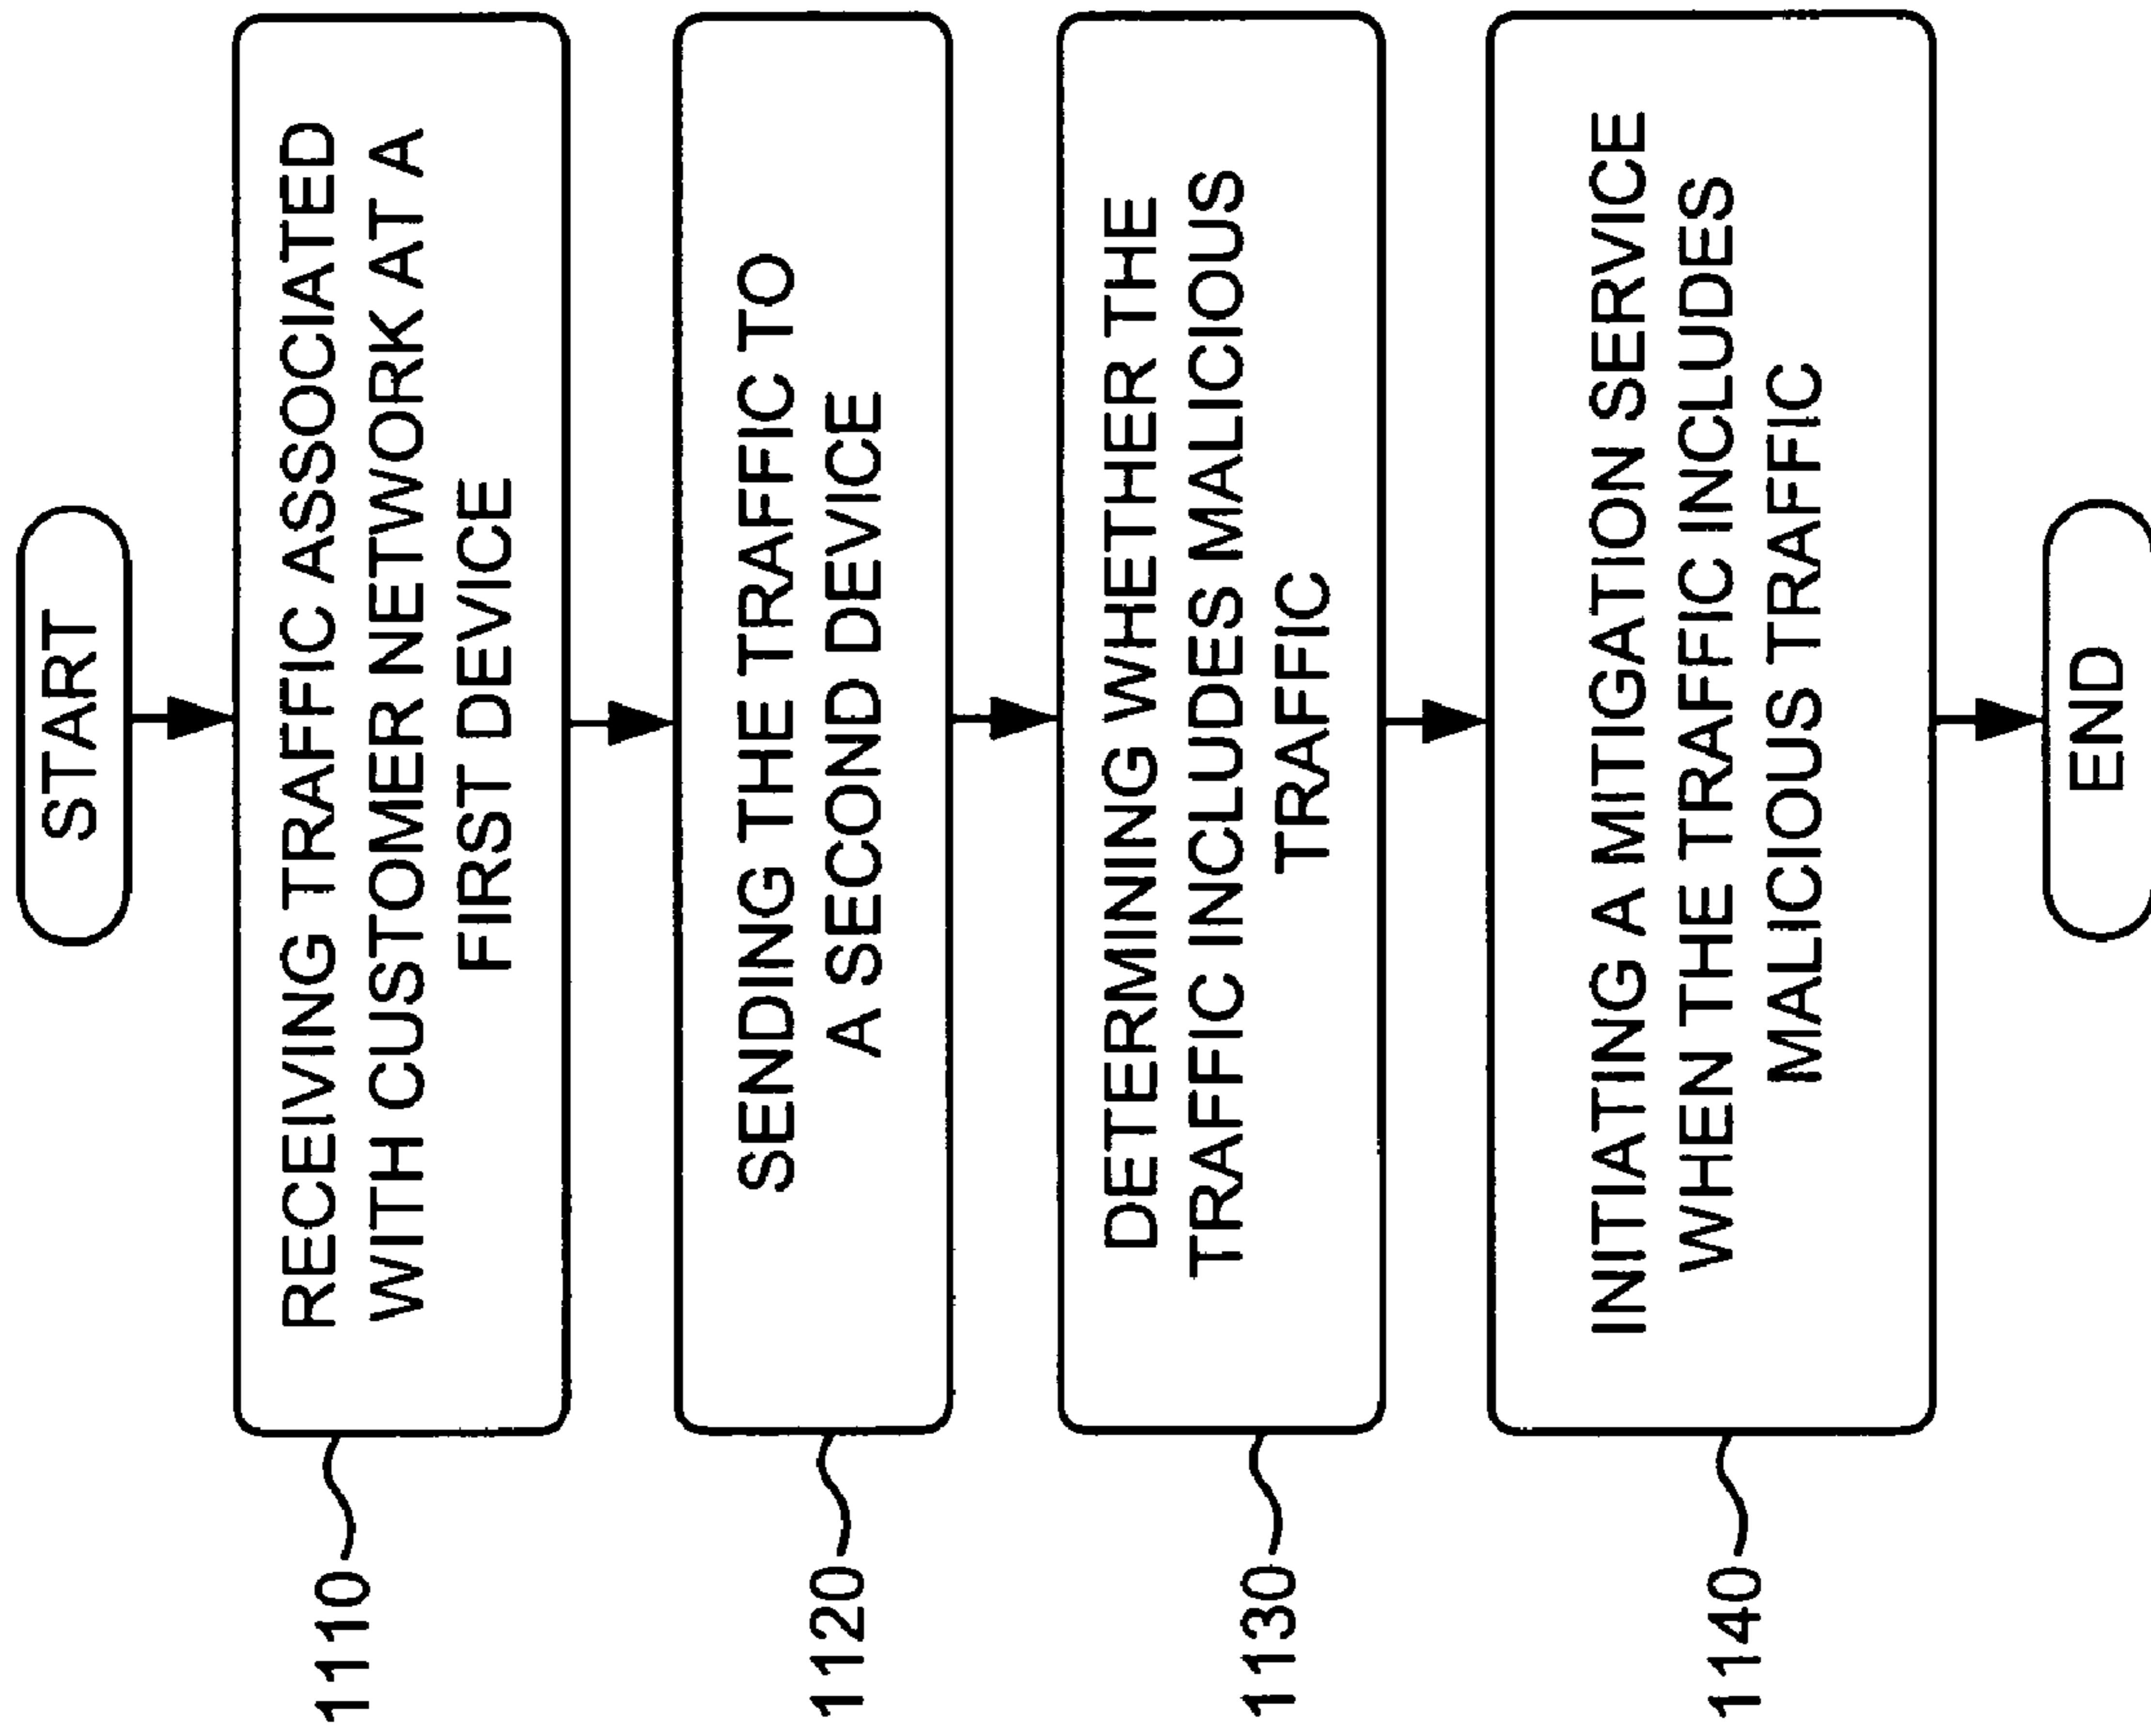 START
1110
RECEIVING TRAFFIC ASSOCIATED
WITH CUSTOMER NETWORK AT A
FIRST DEVICE
1120
SENDING THE TRAFFIC TO
A SECOND DEVICE
1130
DETERMINING WHETHER THE
TRAFFIC INCLUDES MALICIOUS
TRAFFIC
1140
INITIATING A MITIGATION SERVICE
WHEN THE TRAFFIC INCLUDES
MALICIOUS TRAFFIC
END